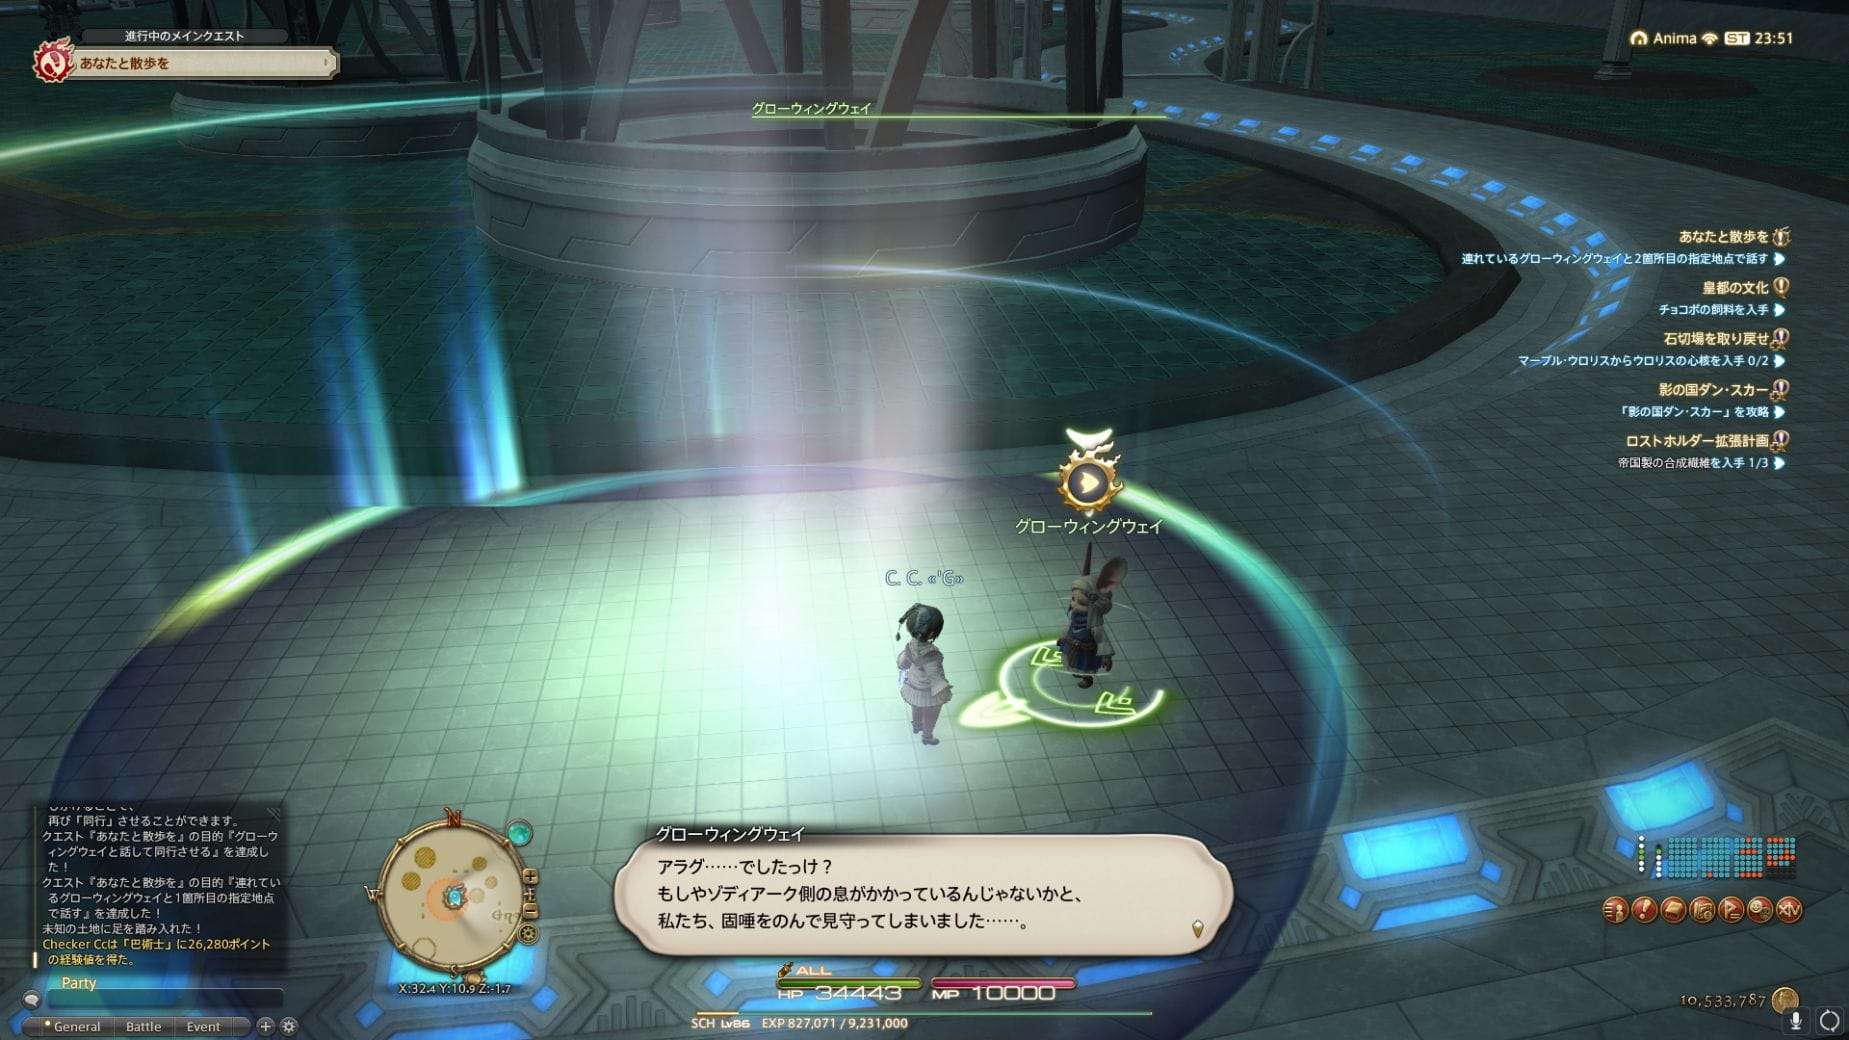 進行中のメインクエスト
あなたと散歩を
Anima ST 23:51
グローウィングウェイ
あなたと散歩を
連れているグローウィングウェイと2箇所目の指定地点で話す
皇都の文化
チョコボの飼料を入手
石切場を取り戻せ
マーブル・ウロリスからウロリスの心核を入手 0/2
影の国ダン・スカー
「影の国ダン・スカー」を攻略
ロストホルダー拡張計画
帝国製の合成繊維を入手 1/3
グローウィングウェイ
C. C. «'G»
再び「同行」させることができます。
クエスト『あなたと散歩を』の目的『グローウ
ィングウェイと話して同行させる』を達成し
た！
クエスト『あなたと散歩を』の目的『連れてい
るグローウィングウェイと1箇所目の指定地点
で話す』を達成した！
未知の土地に足を踏み入れた！
Checker Ccは「巴術士」に26,280ポイント
の経験値を得た。
Party
General Battle Event
N
W
S
X:32.4 Y:10.9 Z:-1.7
グローウィングウェイ
アラグ……でしたっけ？
もしやゾディアーク側の息がかかっているんじゃないかと、
私たち、固唾をのんで見守ってしまいました……。
ALL
HP 34443 MP 10000
SCH Lv86 EXP 827,071 / 9,231,000
XIV
10,533,787